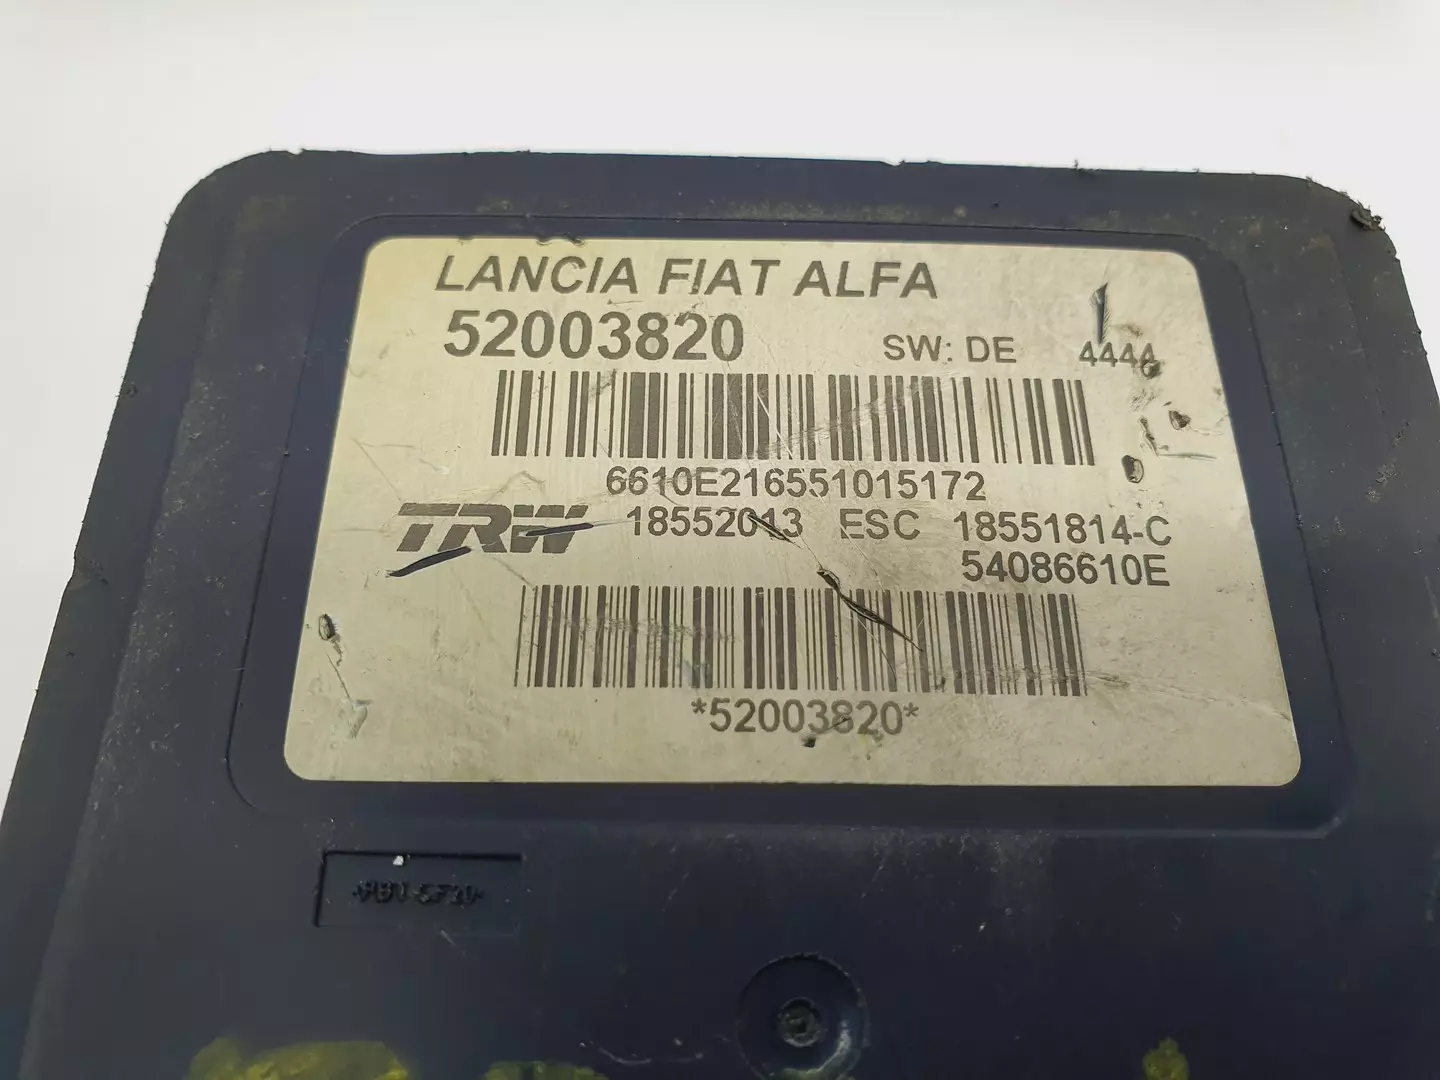 LANCIA FIAT ALFA
52003820 SW: DE 4444
6610E216551015172
TRW 18552013 ESC 18551814-C
54086610E
*52003820*